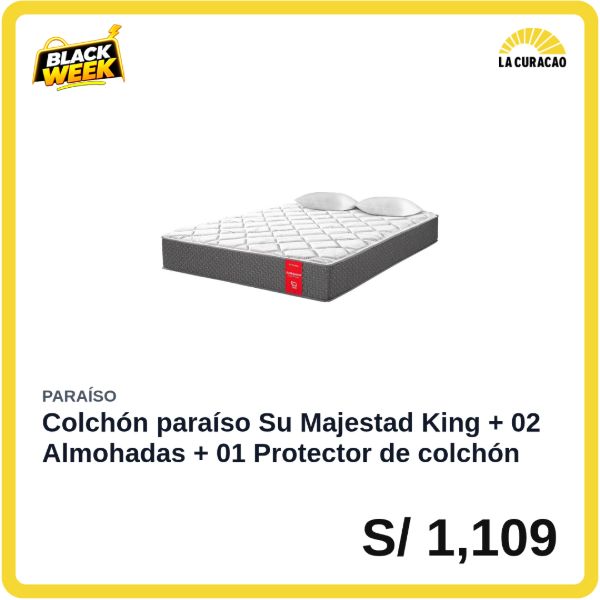 BLACK
WEEK
LA CURACAO
PARAÍSO
Colchón paraíso Su Majestad King + 02
Almohadas + 01 Protector de colchón
S/ 1,109